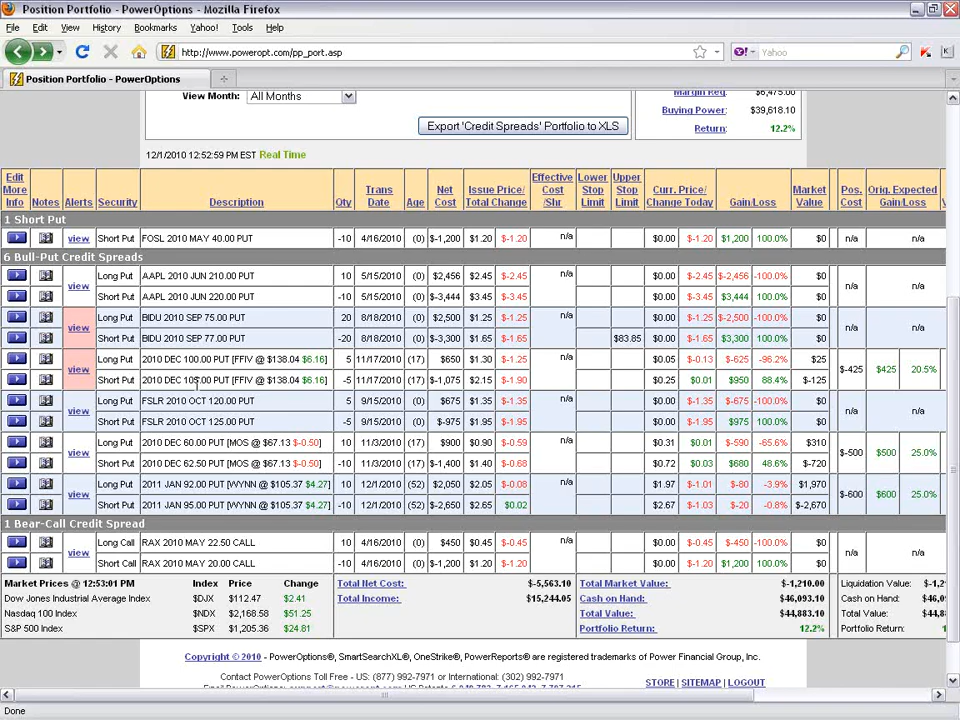 Position Portfolio - PowerOptions - Mozilla Firefox
File Edit View History Bookmarks Yahoo! Tools Help
http://www.poweropt.com/pp_port.asp Yahoo
Position Portfolio - PowerOptions
View Month: All Months
Margin Req: $6,475.00
Buying Power: $39,618.10
Return: 12.2%
Export 'Credit Spreads' Portfolio to XLS
12/1/2010 12:52:59 PM EST Real Time
Edit More Info Notes Alerts Security Description Qty Trans Date Age Net Cost Issue Price/ Total Change Effective Cost /Shr Lower Stop Limit Upper Stop Limit Curr. Price/ Change Today Gain/Loss Market Value Pos. Cost Orig. Expected Gain/Loss
1 Short Put
Short Put FOSL 2010 MAY 40.00 PUT -10 4/16/2010 (0) $-1,200 $1.20 $-1.20 n/a $0.00 $-1.20 $1,200 100.0% $0 n/a n/a
view
6 Bull-Put Credit Spreads
Long Put AAPL 2010 JUN 210.00 PUT 10 5/15/2010 (0) $2,456 $2.45 $-2.45 n/a $0.00 $-2.45 $-2,456 -100.0% $0
view n/a n/a
Short Put AAPL 2010 JUN 220.00 PUT -10 5/15/2010 (0) $-3,444 $3.45 $-3.45 $0.00 $-3.45 $3,444 100.0% $0
Long Put BIDU 2010 SEP 75.00 PUT 20 8/18/2010 (0) $2,500 $1.25 $-1.25 n/a $0.00 $-1.25 $-2,500 -100.0% $0
view n/a n/a
Short Put BIDU 2010 SEP 77.00 PUT -20 8/18/2010 (0) $-3,300 $1.65 $-1.65 $83.85 $0.00 $-1.65 $3,300 100.0% $0
Long Put 2010 DEC 100.00 PUT [FFIV @ $138.04 $6.16] 5 11/17/2010 (17) $650 $1.30 $-1.25 n/a $0.05 $-0.13 $-625 -96.2% $25
view $-425 $425 20.5%
Short Put 2010 DEC 105.00 PUT [FFIV @ $138.04 $6.16] -5 11/17/2010 (17) $-1,075 $2.15 $-1.90 $0.25 $0.01 $950 88.4% $-125
Long Put FSLR 2010 OCT 120.00 PUT 5 9/15/2010 (0) $675 $1.35 $-1.35 n/a $0.00 $-1.35 $-675 -100.0% $0
view n/a n/a
Short Put FSLR 2010 OCT 125.00 PUT -5 9/15/2010 (0) $-975 $1.95 $-1.95 $0.00 $-1.95 $975 100.0% $0
Long Put 2010 DEC 60.00 PUT [MOS @ $67.13 $-0.50] 10 11/3/2010 (17) $900 $0.90 $-0.59 n/a $0.31 $0.01 $-590 -65.6% $310
view $-500 $500 25.0%
Short Put 2010 DEC 62.50 PUT [MOS @ $67.13 $-0.50] -10 11/3/2010 (17) $-1,400 $1.40 $-0.68 $0.72 $0.03 $680 48.6% $-720
Long Put 2011 JAN 92.00 PUT [WYNN @ $105.37 $4.27] 10 12/1/2010 (52) $2,050 $2.05 $-0.08 n/a $1.97 $-1.01 $-80 -3.9% $1,970
view $-600 $600 25.0%
Short Put 2011 JAN 95.00 PUT [WYNN @ $105.37 $4.27] -10 12/1/2010 (52) $-2,650 $2.65 $0.02 $2.67 $-1.03 $-20 -0.8% $-2,670
1 Bear-Call Credit Spread
Long Call RAX 2010 MAY 22.50 CALL 10 4/16/2010 (0) $450 $0.45 $-0.45 n/a $0.00 $-0.45 $-450 -100.0% $0
view n/a n/a
Short Call RAX 2010 MAY 20.00 CALL -10 4/16/2010 (0) $-1,200 $1.20 $-1.20 $0.00 $-1.20 $1,200 100.0% $0
Market Prices @ 12:53:01 PM Index Price Change Total Net Cost: $-5,563.10 Total Market Value: $-1,210.00 Liquidation Value: $-1,2
Dow Jones Industrial Average Index $DJX $112.47 $2.41 Total Income: $15,244.05 Cash on Hand: $46,093.10 Cash on Hand: $46,0
Nasdaq 100 Index $NDX $2,168.58 $51.25 Total Value: $44,883.10 Total Value: $44,8
S&P 500 Index $SPX $1,205.36 $24.81 Portfolio Return: 12.2% Portfolio Return: 1
Copyright © 2010 - PowerOptions®, SmartSearchXL®, OneStrike®, PowerReports® are registered trademarks of Power Financial Group, Inc.
Contact PowerOptions Toll Free - US: (877) 992-7971 or International: (302) 992-7971
STORE | SITEMAP | LOGOUT
Done